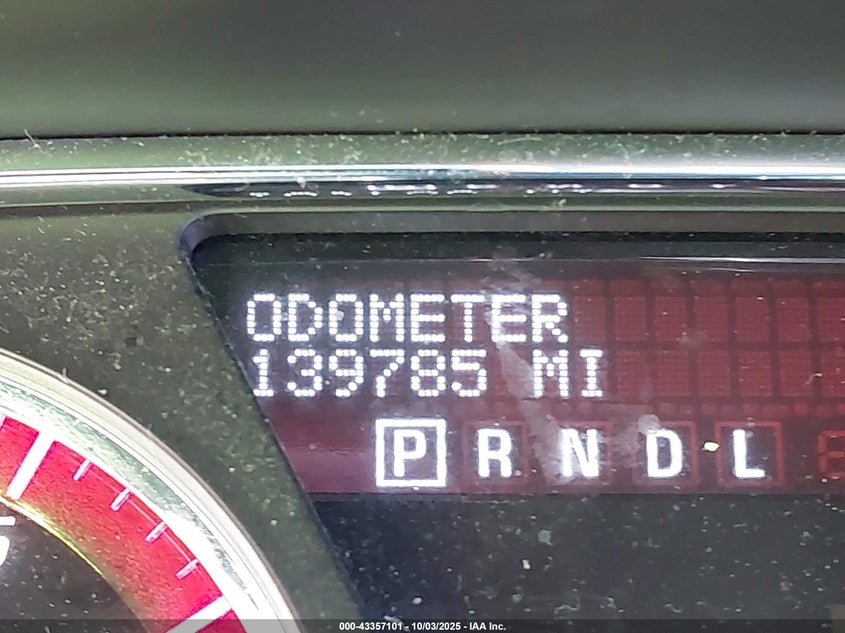 ODOMETER
139785 MI
P R N D L
000-43357101 - 10/03/2025 - IAA Inc.